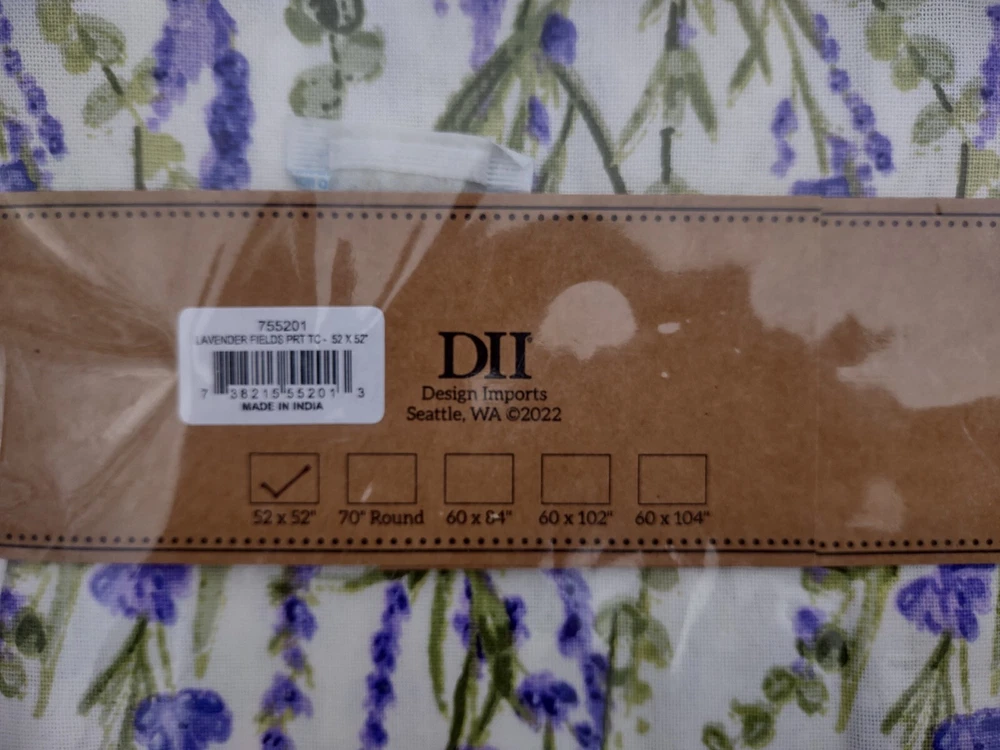 755201
LAVENDER FIELDS PRT TC - 52 X 52"
7 38215 55201 3
MADE IN INDIA
DII
Design Imports
Seattle, WA ©2022
52 x 52" 70" Round 60 x 84" 60 x 102" 60 x 104"